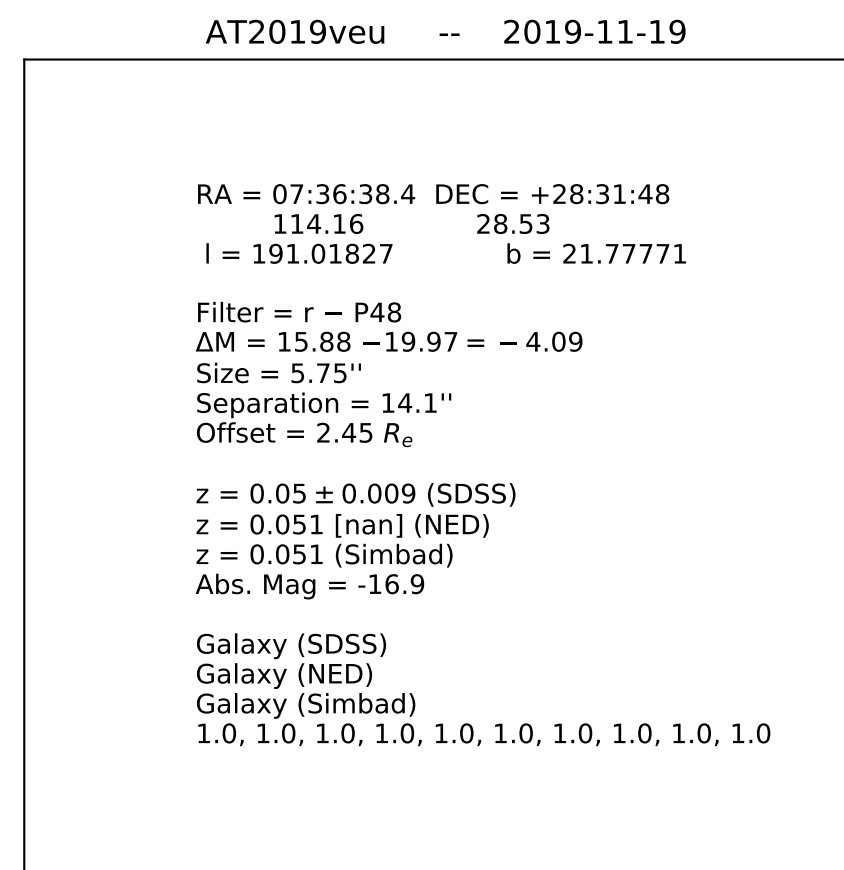 AT2019veu -- 2019-11-19
RA = 07:36:38.4 DEC = +28:31:48
114.16 28.53
l = 191.01827 b = 21.77771
Filter = r − P48
ΔM = 15.88 −19.97 = − 4.09
Size = 5.75''
Separation = 14.1''
Offset = 2.45 Rₑ
z = 0.05 ± 0.009 (SDSS)
z = 0.051 [nan] (NED)
z = 0.051 (Simbad)
Abs. Mag = -16.9
Galaxy (SDSS)
Galaxy (NED)
Galaxy (Simbad)
1.0, 1.0, 1.0, 1.0, 1.0, 1.0, 1.0, 1.0, 1.0, 1.0